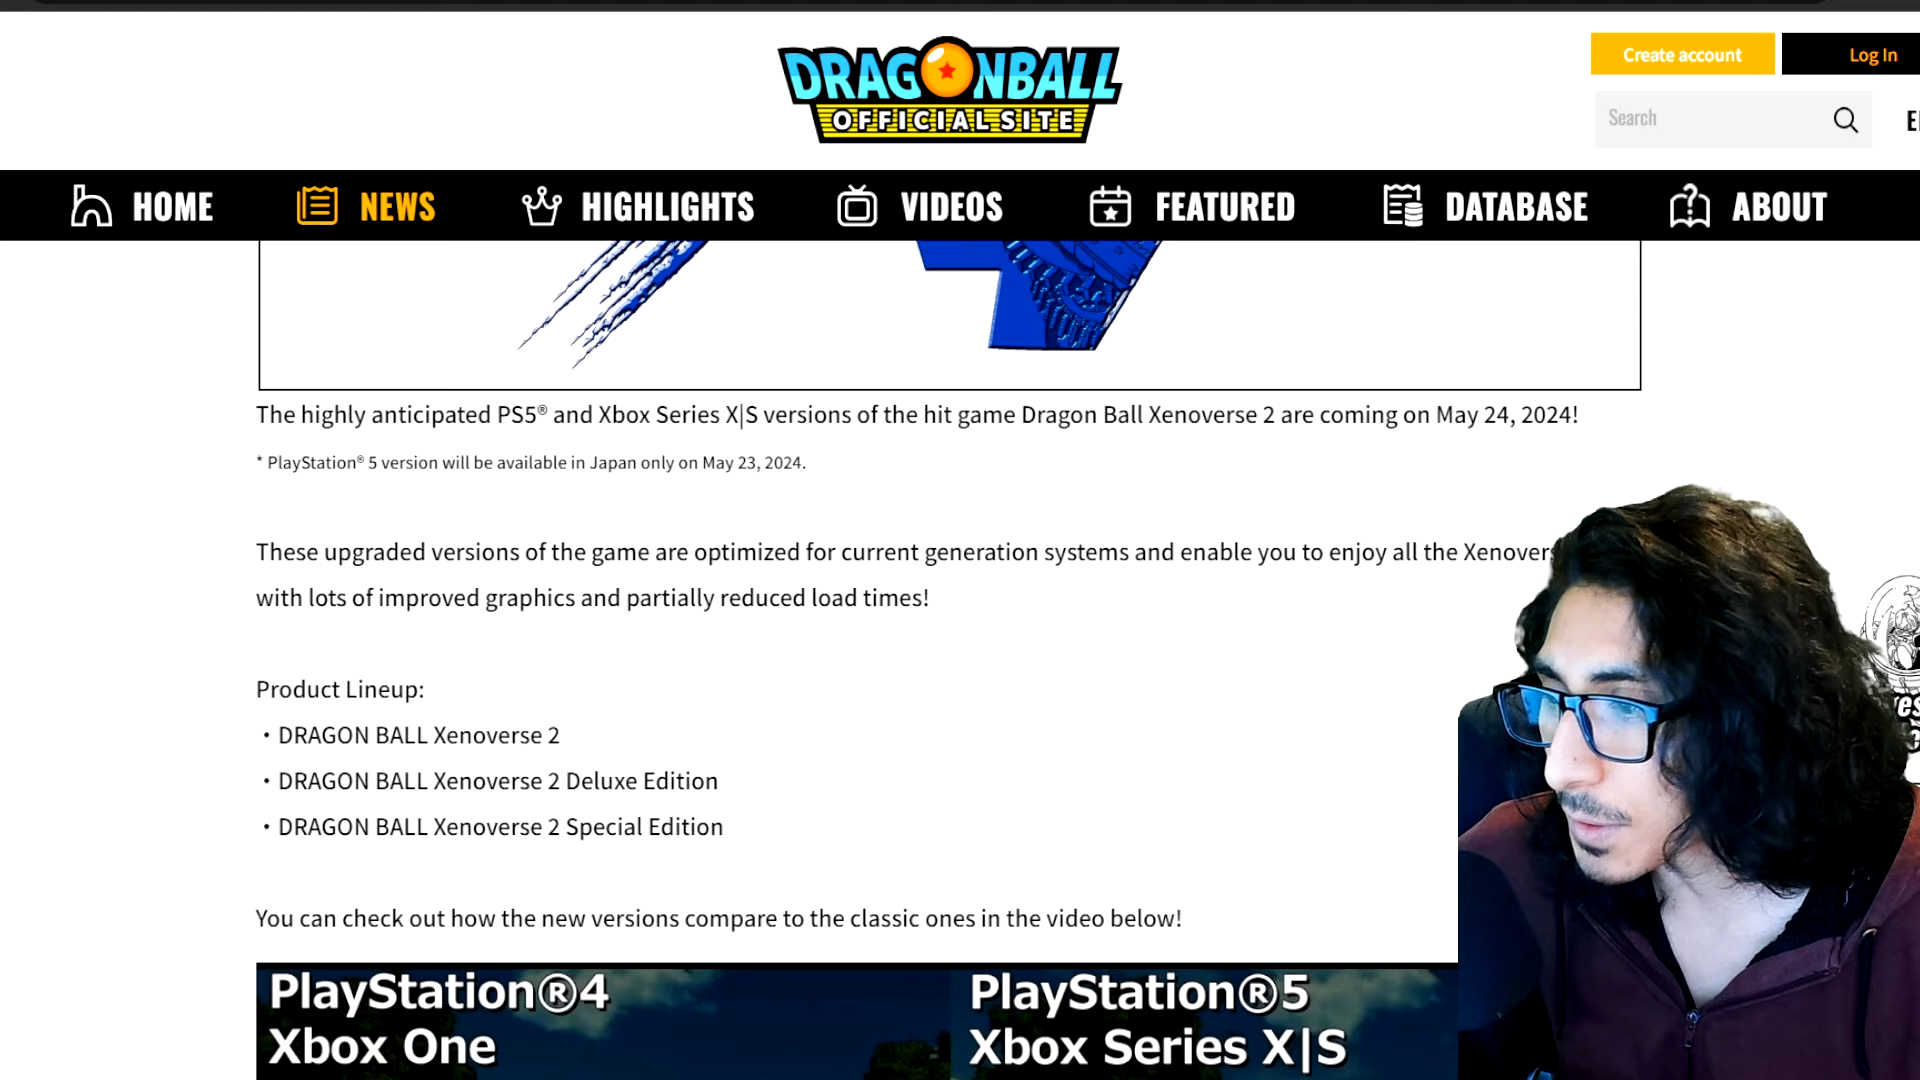 DRAGONBALL
OFFICIAL SITE
Create account
Log In
Search
HOME
NEWS
HIGHLIGHTS
VIDEOS
FEATURED
DATABASE
ABOUT
The highly anticipated PS5® and Xbox Series X|S versions of the hit game Dragon Ball Xenoverse 2 are coming on May 24, 2024!
* PlayStation® 5 version will be available in Japan only on May 23, 2024.
These upgraded versions of the game are optimized for current generation systems and enable you to enjoy all the
with lots of improved graphics and partially reduced load times!
Product Lineup:
・DRAGON BALL Xenoverse 2
・DRAGON BALL Xenoverse 2 Deluxe Edition
・DRAGON BALL Xenoverse 2 Special Edition
You can check out how the new versions compare to the classic ones in the video below!
PlayStation®4
Xbox One
PlayStation®5
Xbox Series X|S